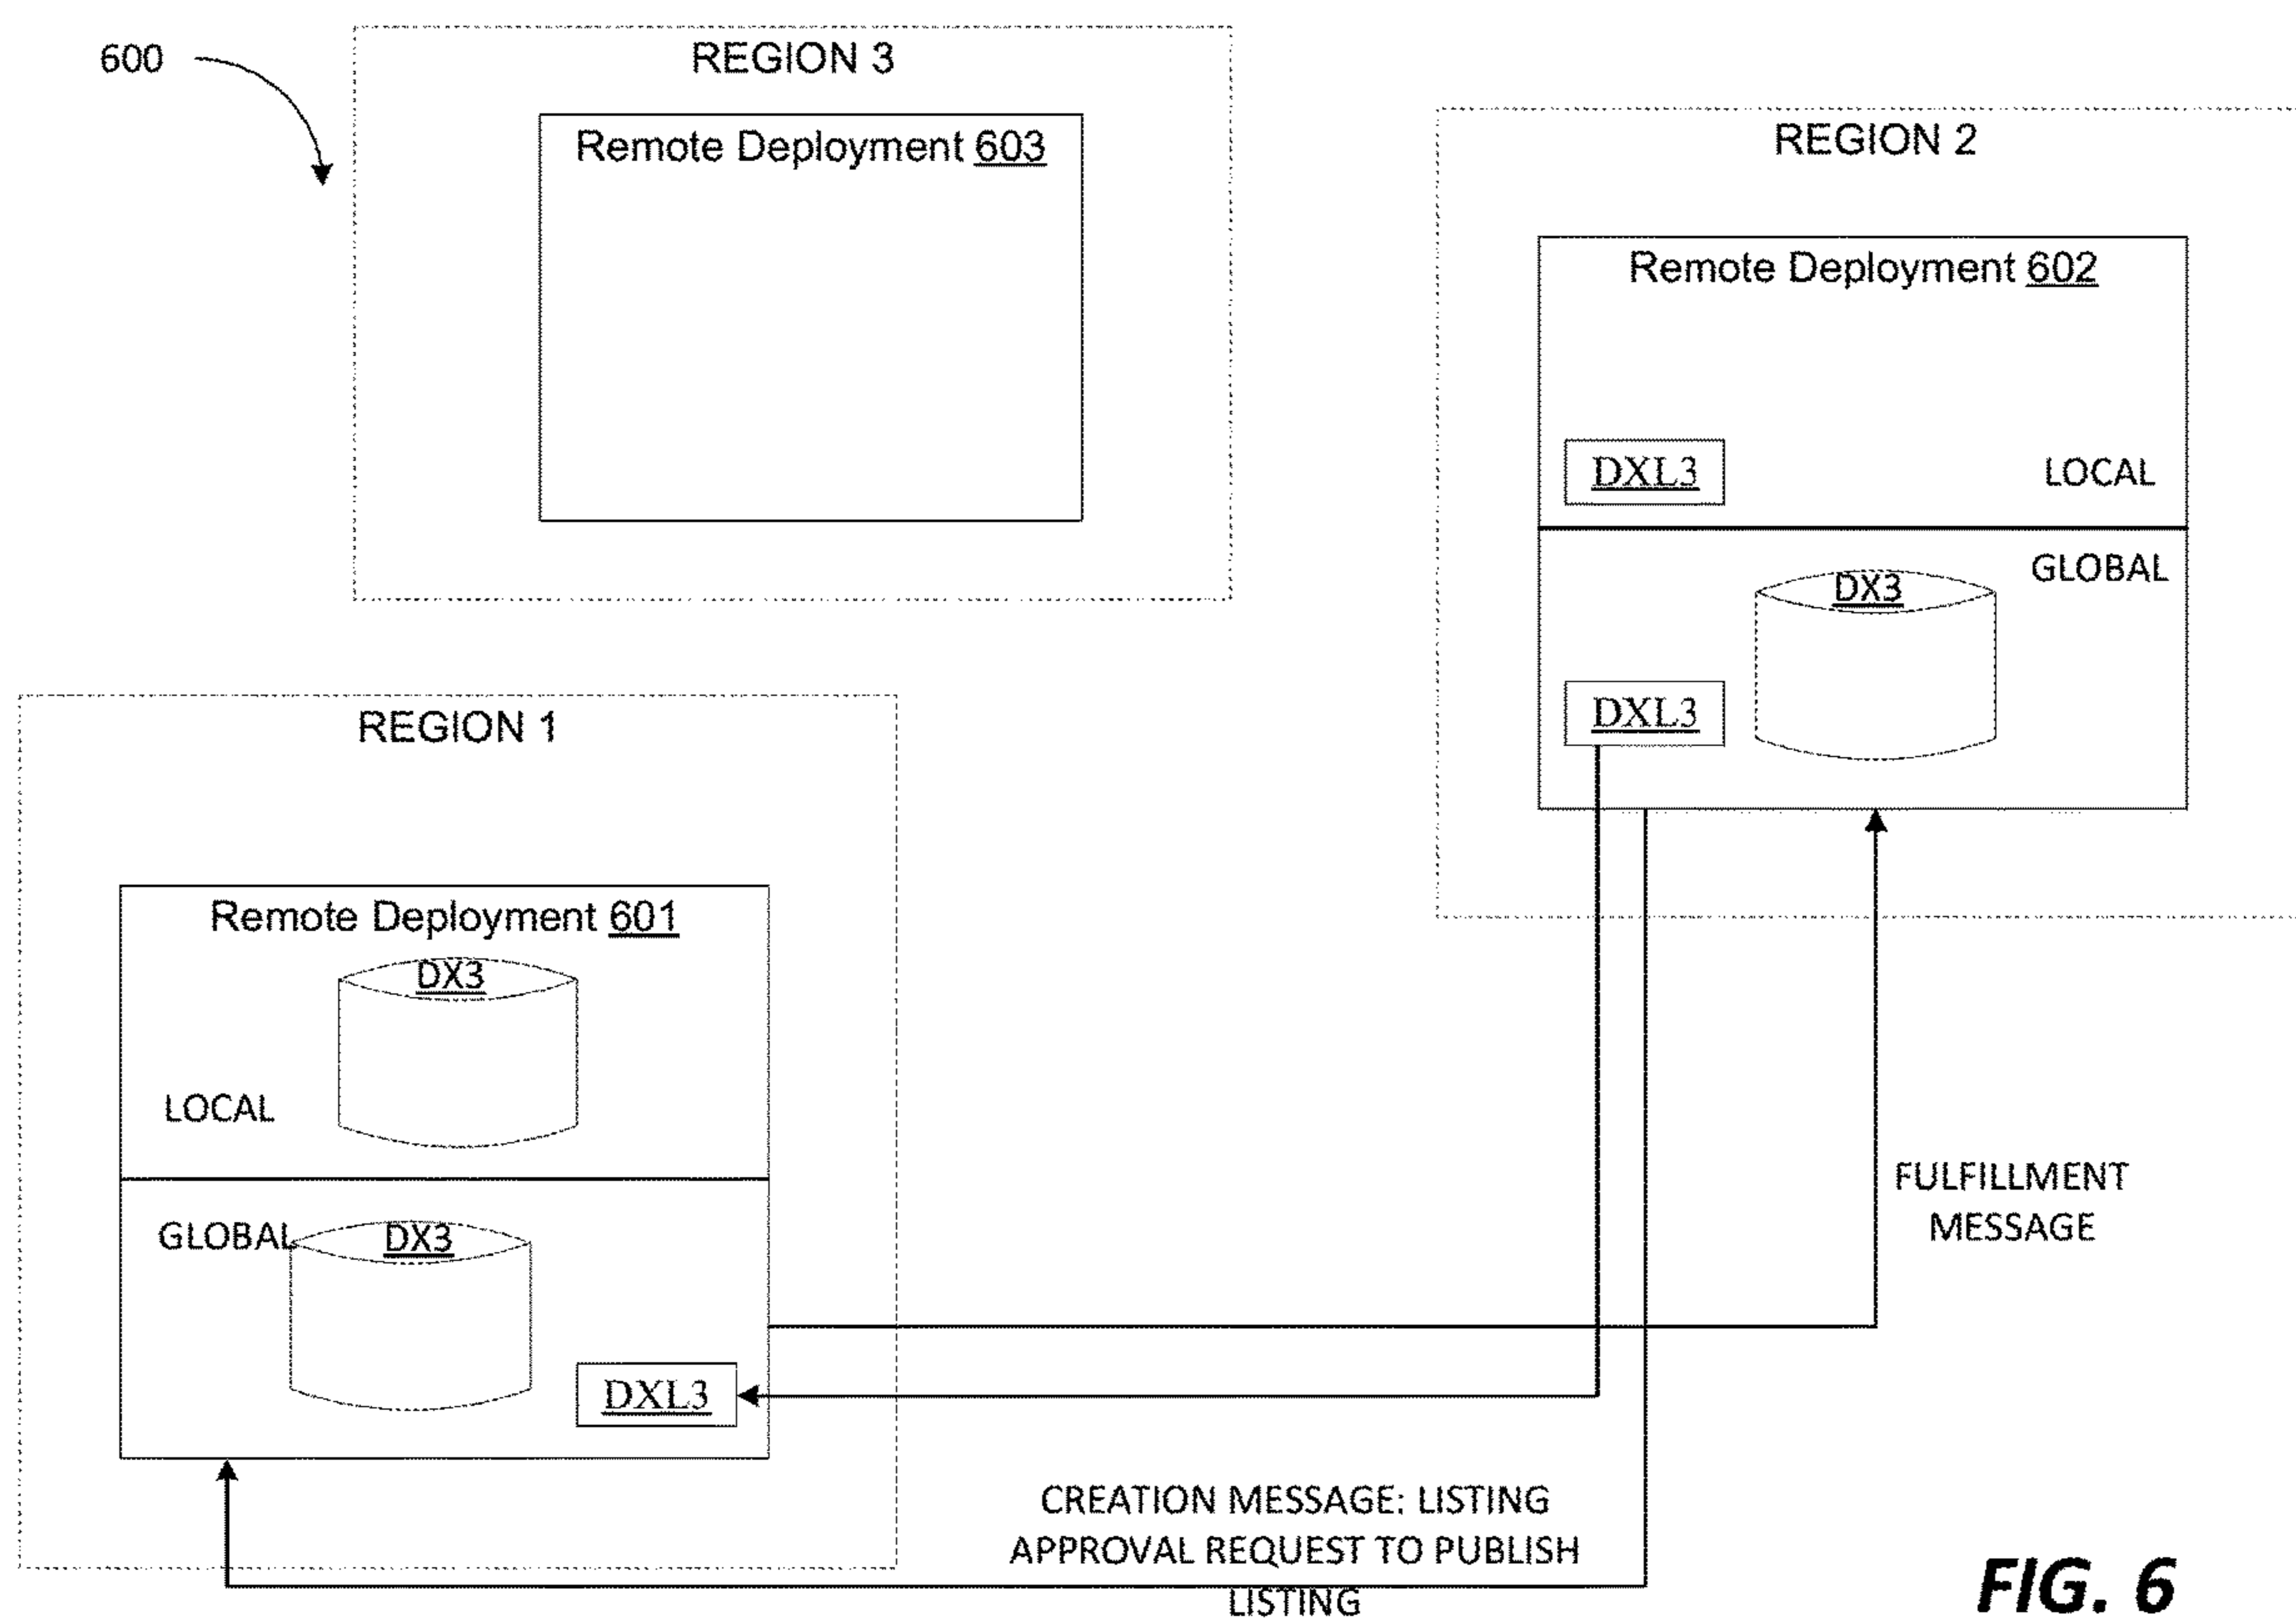 600
REGION 3
Remote Deployment 603
REGION 2
Remote Deployment 602
DXL3
LOCAL
GLOBAL
DX3
DXL3
REGION 1
Remote Deployment 601
DX3
LOCAL
GLOBAL
DX3
DXL3
FULFILLMENT
MESSAGE
CREATION MESSAGE: LISTING
APPROVAL REQUEST TO PUBLISH
LISTING
FIG. 6